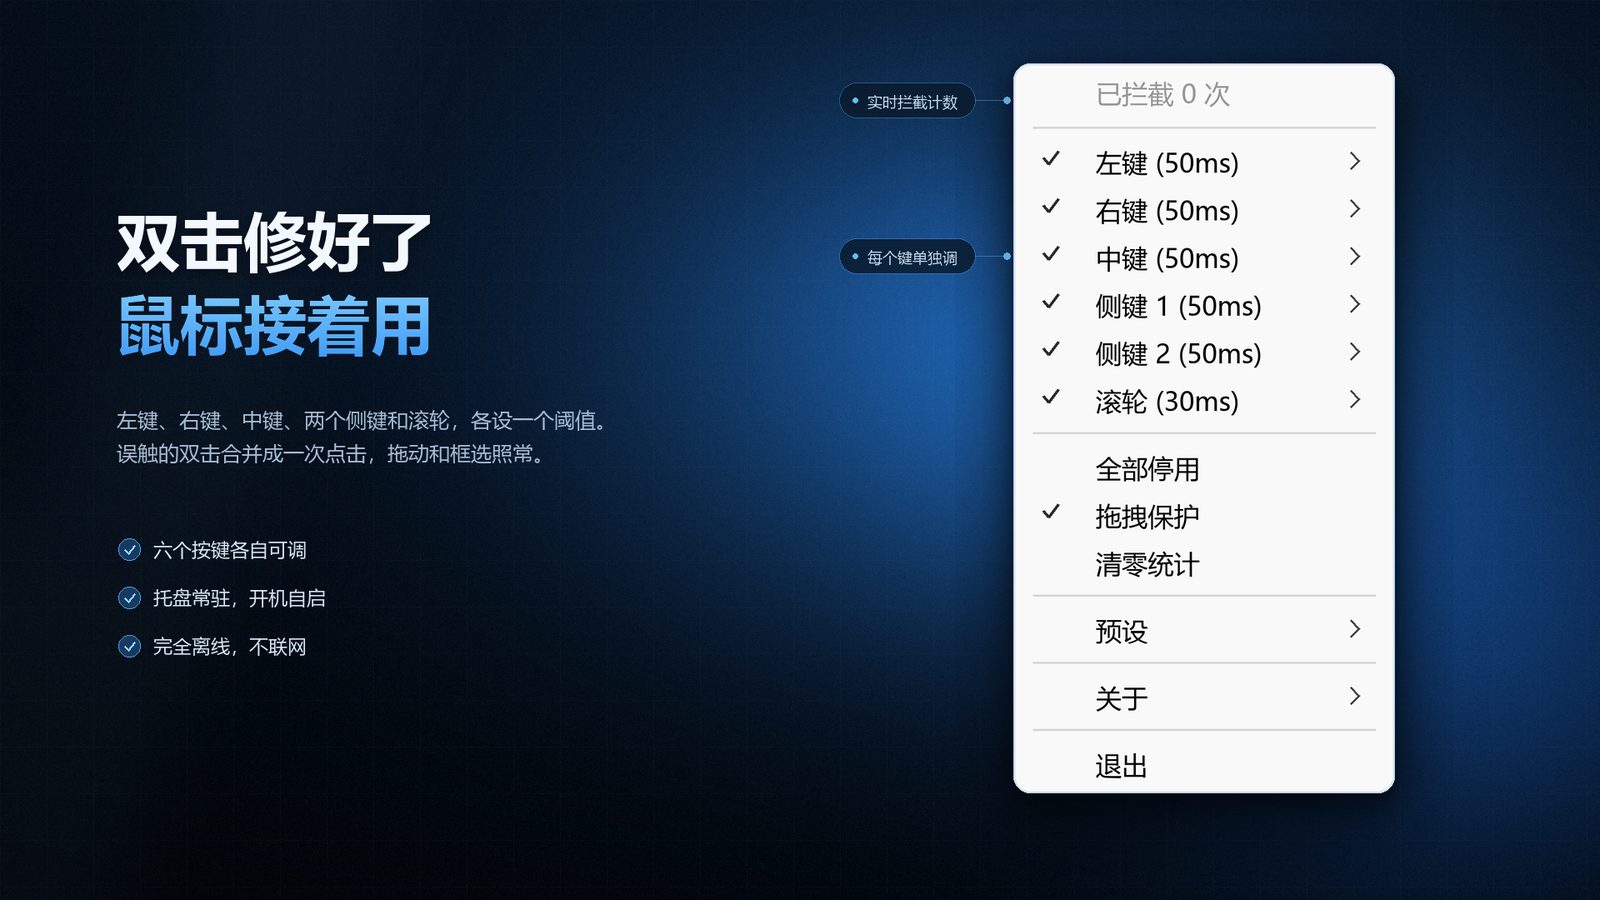 双击修好了
鼠标接着用
左键、右键、中键、两个侧键和滚轮，各设一个阈值。
误触的双击合并成一次点击，拖动和框选照常。
六个按键各自可调
托盘常驻，开机自启
完全离线，不联网
实时拦截计数
每个键单独调
已拦截 0 次
左键 (50ms)
右键 (50ms)
中键 (50ms)
侧键 1 (50ms)
侧键 2 (50ms)
滚轮 (30ms)
全部停用
拖拽保护
清零统计
预设
关于
退出